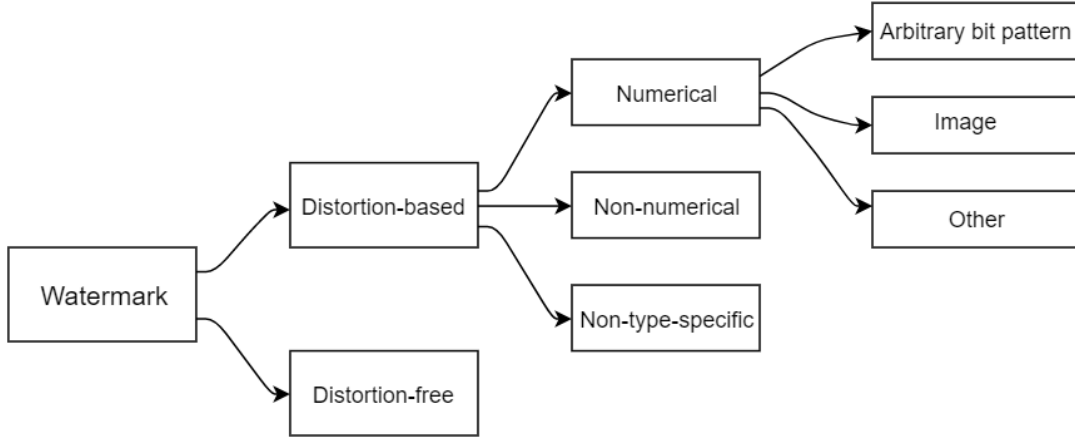 Watermark
Distortion-based
Distortion-free
Numerical
Non-numerical
Non-type-specific
Arbitrary bit pattern
Image
Other